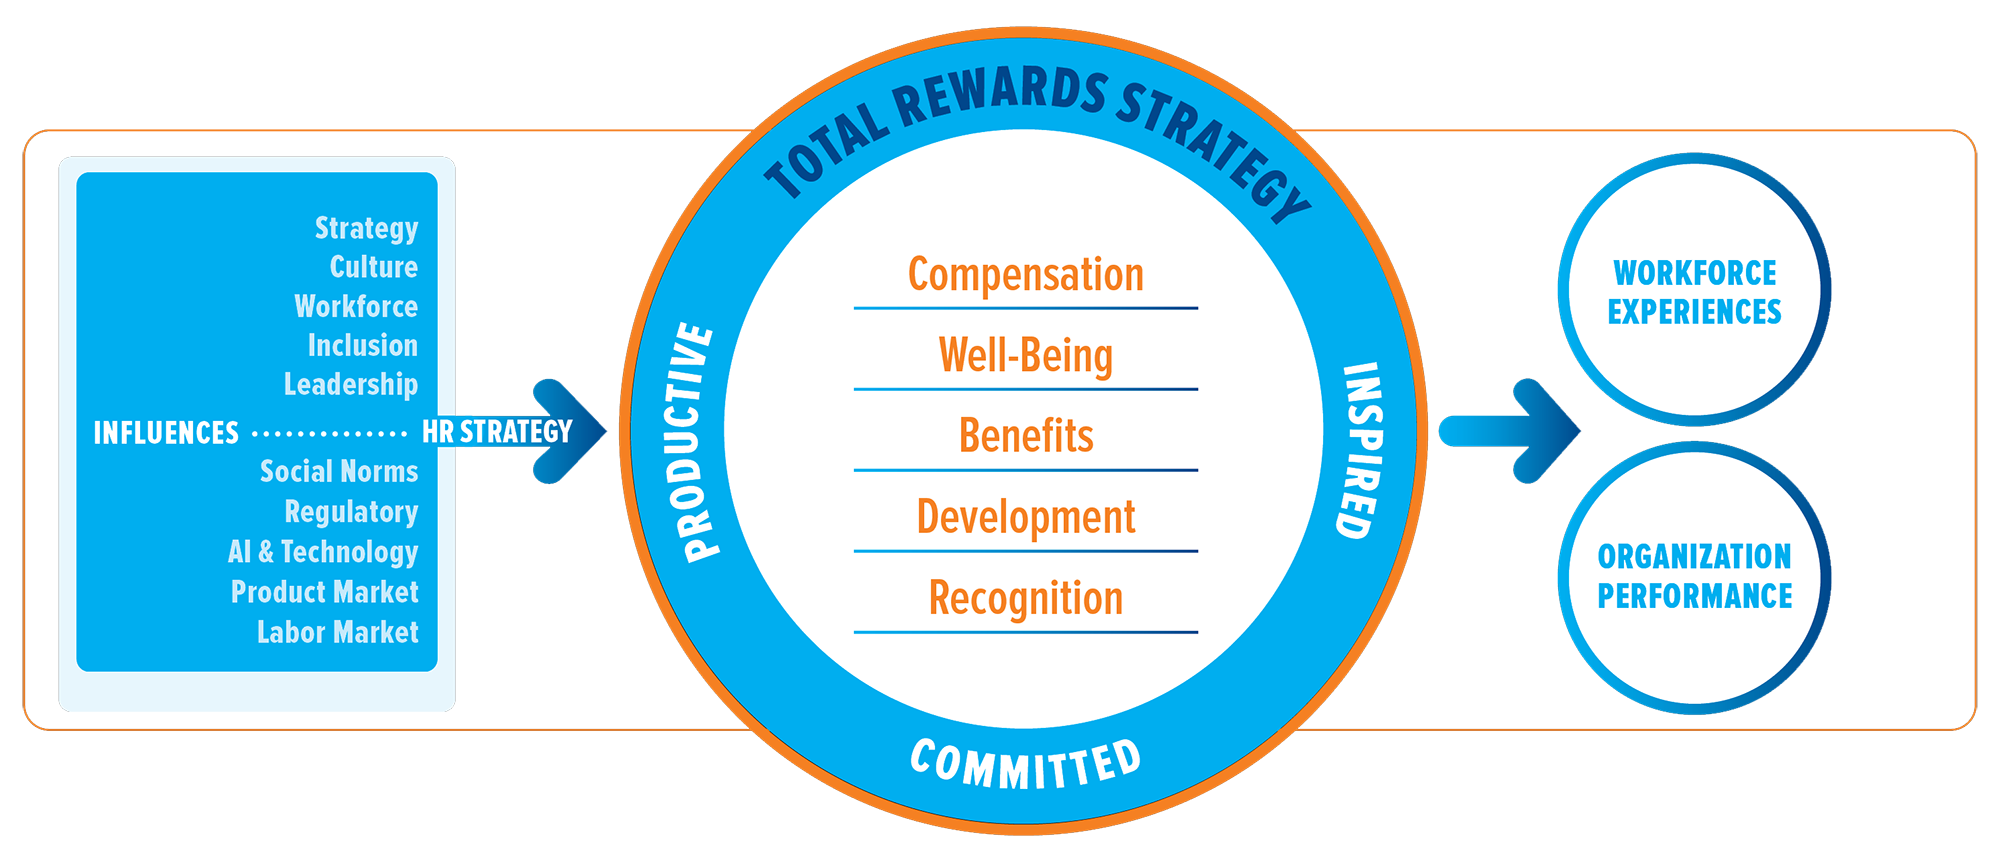 Strategy
Culture
Workforce
Inclusion
Leadership
INFLUENCES
HR STRATEGY
Social Norms
Regulatory
AI & Technology
Product Market
Labor Market
TOTAL REWARDS STRATEGY
PRODUCTIVE
INSPIRED
COMMITTED
Compensation
Well-Being
Benefits
Development
Recognition
WORKFORCE
EXPERIENCES
ORGANIZATION
PERFORMANCE